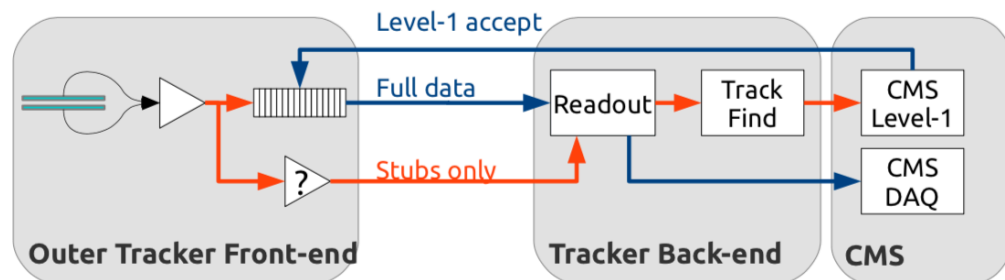 Level-1 accept
Full data
Readout
Track
Find
CMS
Level-1
?
Stubs only
CMS
DAQ
Outer Tracker Front-end
Tracker Back-end
CMS